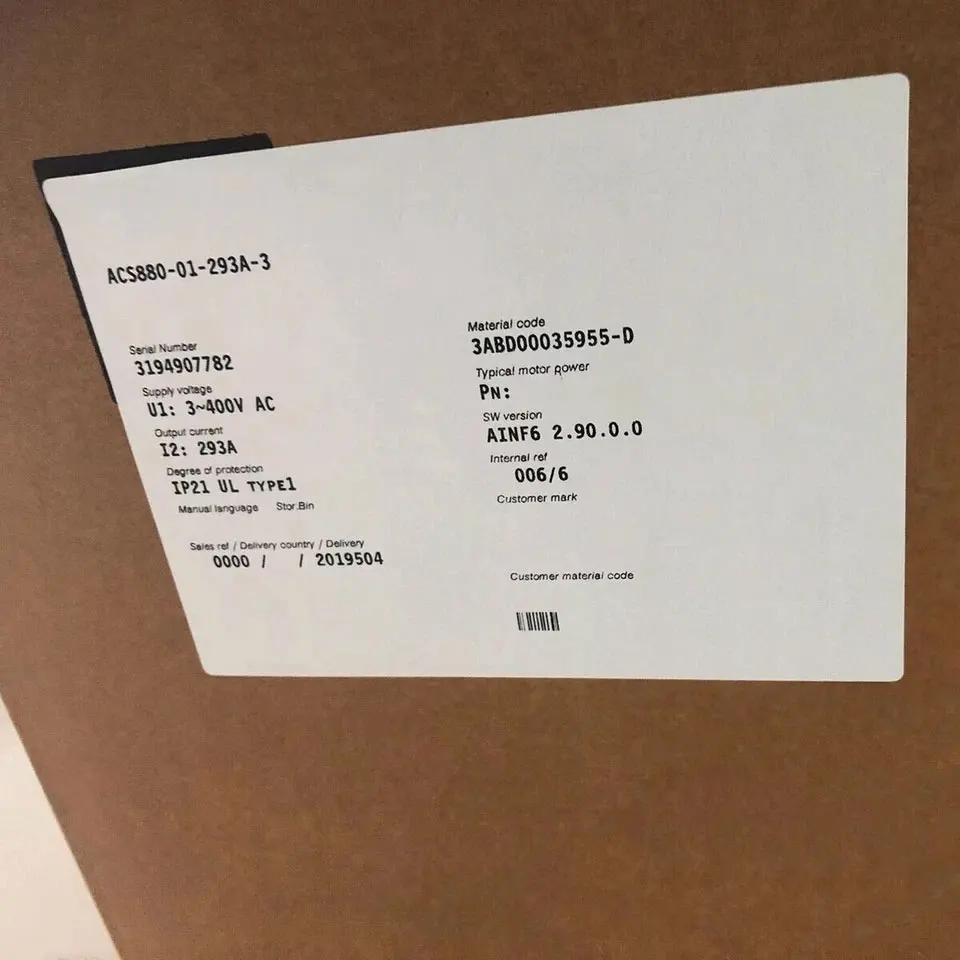 ACS880-01-293A-3
Serial Number
3194907782
Supply voltage
U1: 3~400V AC
Output current
I2: 293A
Degree of protection
IP21 UL TYPE1
Manual language Stor.Bin
Sales ref / Delivery country / Delivery
0000 / / 2019504
Material code
3ABD00035955-D
Typical motor power
PN:
SW version
AINF6 2.90.0.0
Internal ref
006/6
Customer mark
Customer material code